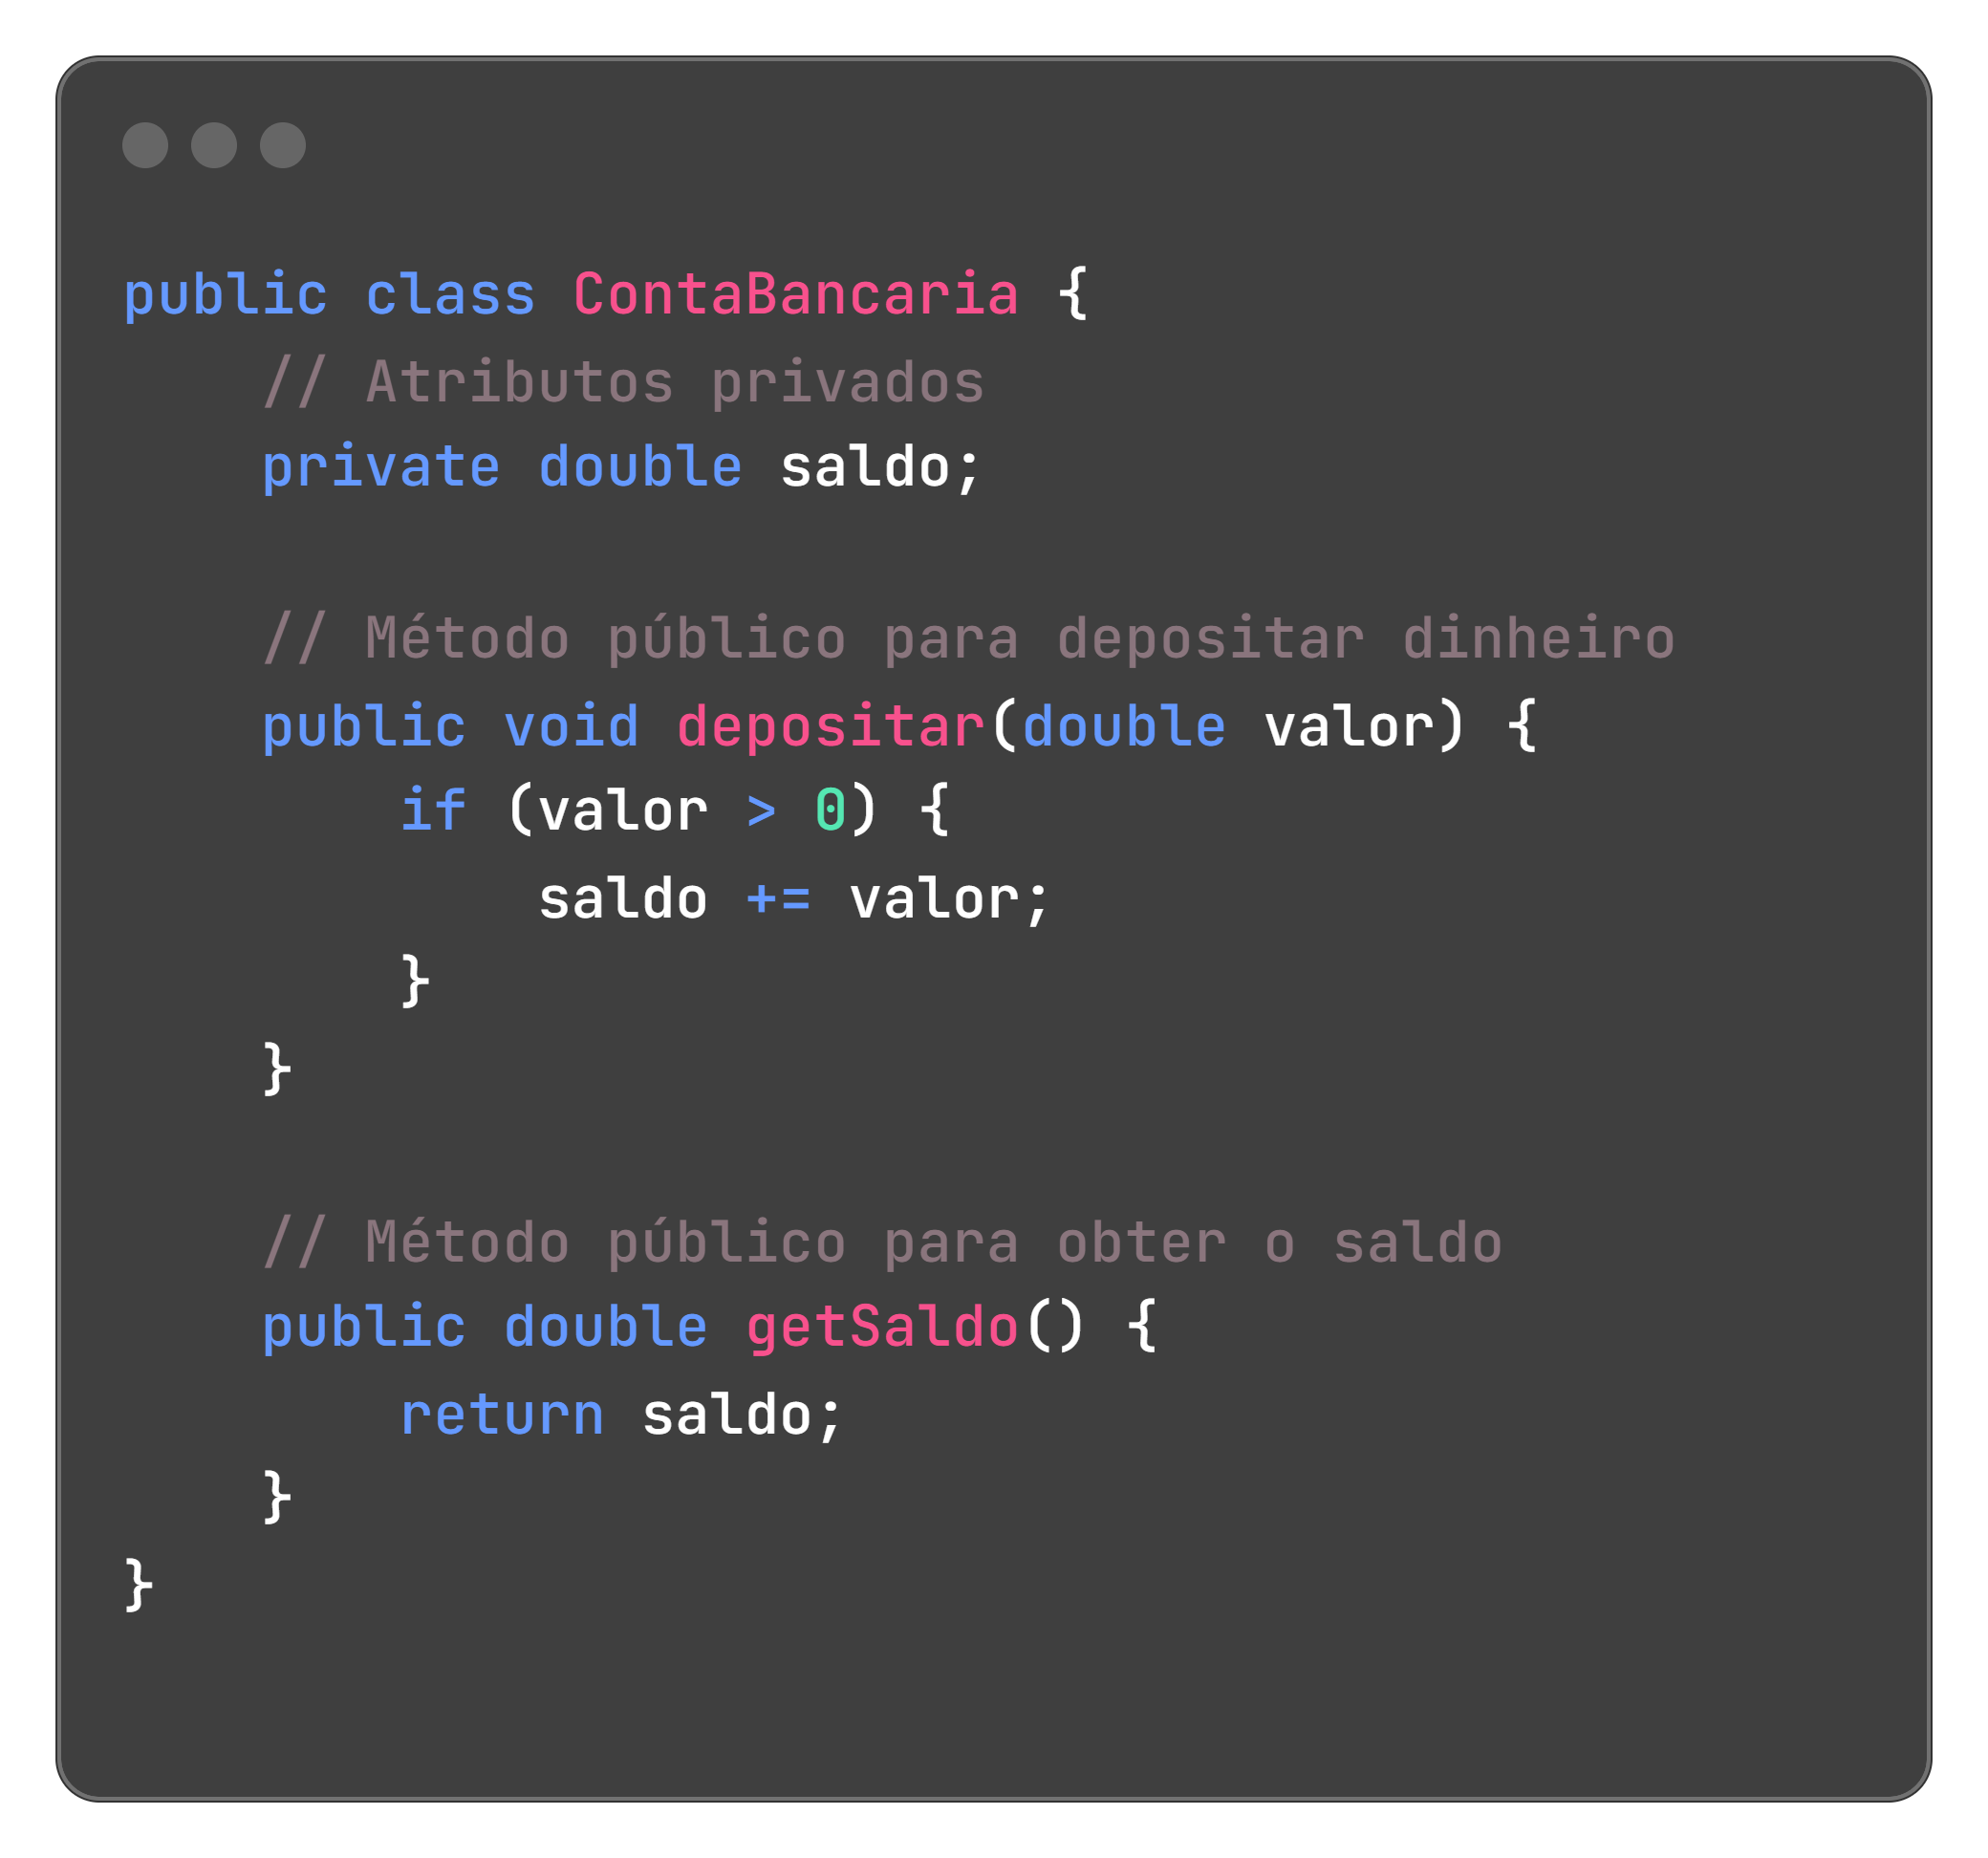 public class ContaBancaria {
    // Atributos privados
    private double saldo;

    // Método público para depositar dinheiro
    public void depositar(double valor) {
        if (valor > 0) {
            saldo += valor;
        }
    }

    // Método público para obter o saldo
    public double getSaldo() {
        return saldo;
    }
}